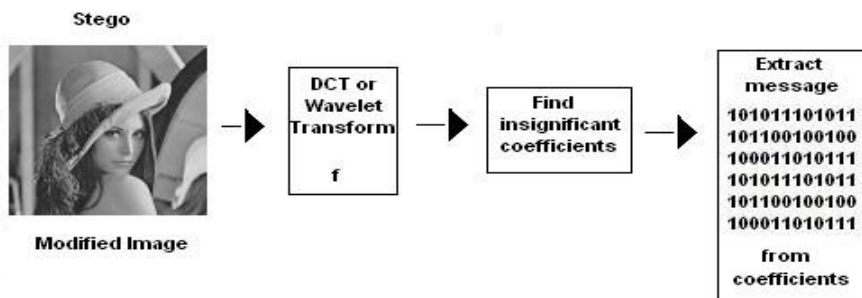 Stego
Modified Image
DCT or
Wavelet
Transform
f
Find
insignificant
coefficients
Extract
message
101011101011
101100100100
100011010111
101011101011
101100100100
100011010111
from
coefficients